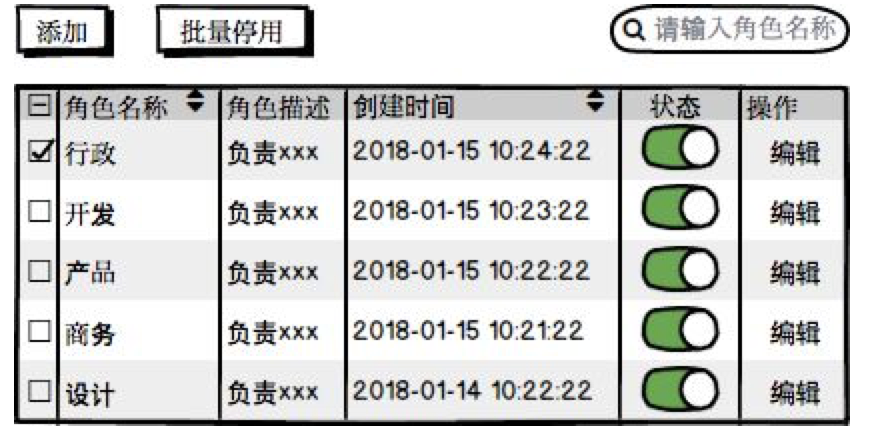 添加 批量停用 请输入角色名称
角色名称 角色描述 创建时间 状态 操作
行政 负责xxx 2018-01-15 10:24:22 编辑
开发 负责xxx 2018-01-15 10:23:22 编辑
产品 负责xxx 2018-01-15 10:22:22 编辑
商务 负责xxx 2018-01-15 10:21:22 编辑
设计 负责xxx 2018-01-14 10:22:22 编辑